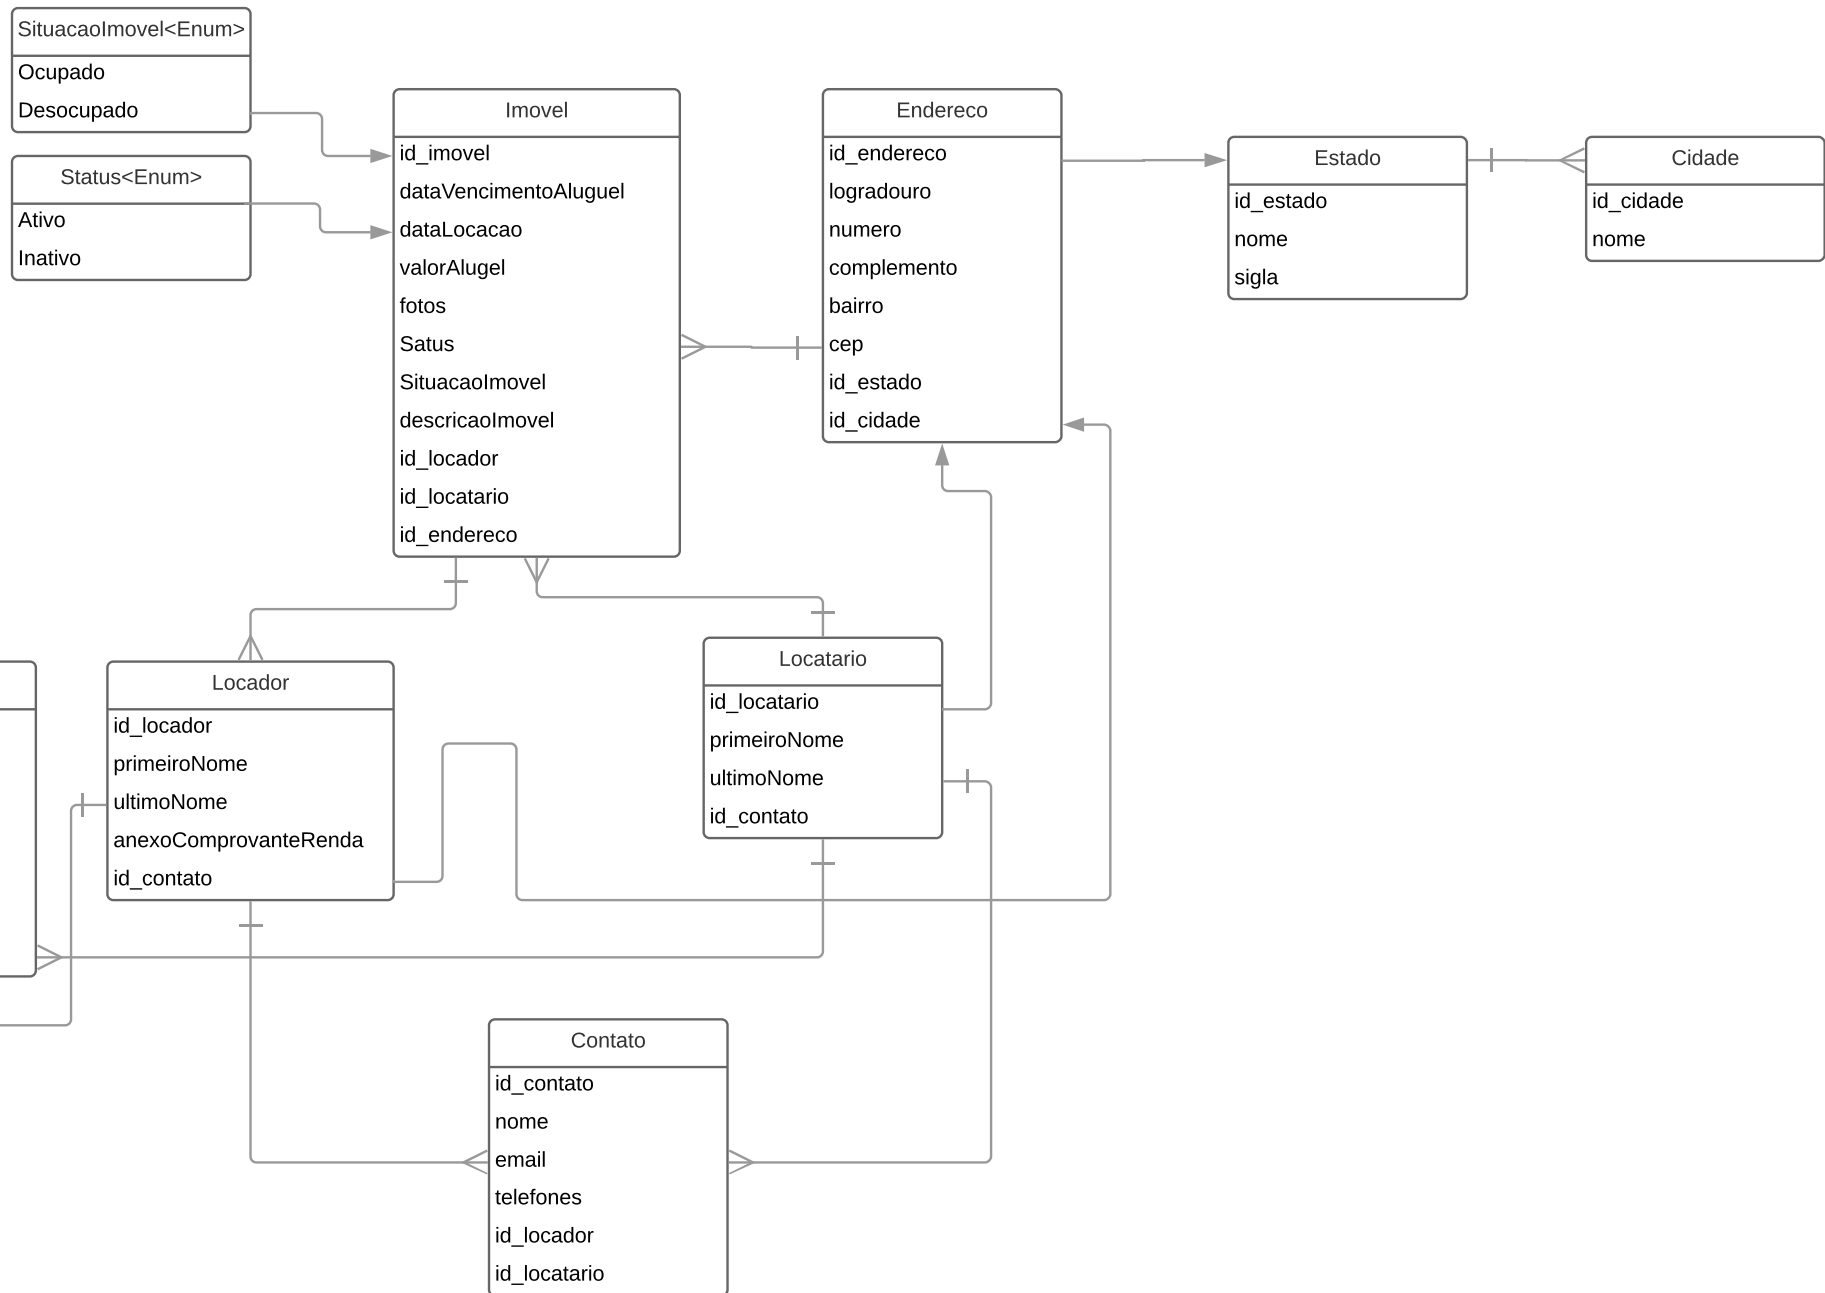 SituacaoImovel<Enum>
Ocupado
Desocupado
Status<Enum>
Ativo
Inativo
Imovel
id_imovel
dataVencimentoAluguel
dataLocacao
valorAlugel
fotos
Satus
SituacaoImovel
descricaoImovel
id_locador
id_locatario
id_endereco
Endereco
id_endereco
logradouro
numero
complemento
bairro
cep
id_estado
id_cidade
Estado
id_estado
nome
sigla
Cidade
id_cidade
nome
Locador
id_locador
primeiroNome
ultimoNome
anexoComprovanteRenda
id_contato
Locatario
id_locatario
primeiroNome
ultimoNome
id_contato
Contato
id_contato
nome
email
telefones
id_locador
id_locatario